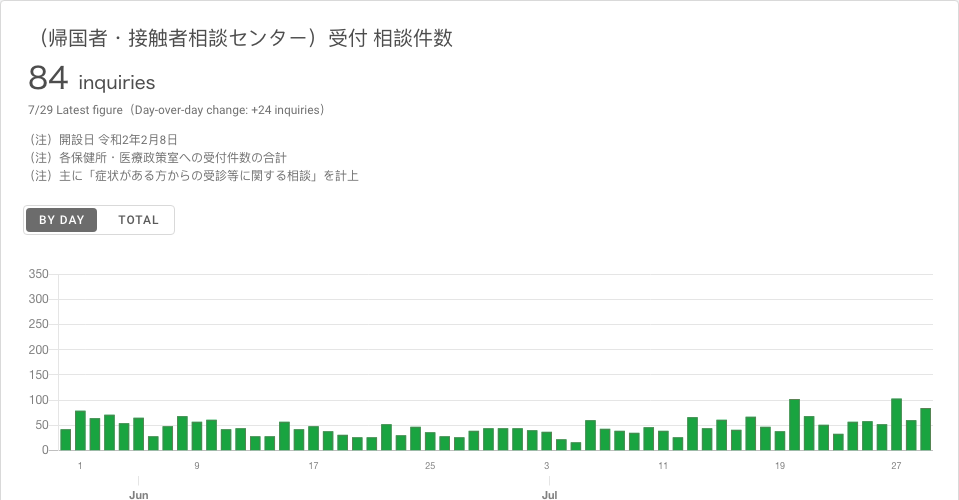 （帰国者・接触者相談センター）受付 相談件数
84 inquiries
7/29 Latest figure（Day-over-day change: +24 inquiries）
（注）開設日 令和2年2月8日
（注）各保健所・医療政策室への受付件数の合計
（注）主に「症状がある方からの受診等に関する相談」を計上
BY DAY TOTAL
350
300
250
200
150
100
50
0
1 9 17 25 3 11 19 27
Jun Jul